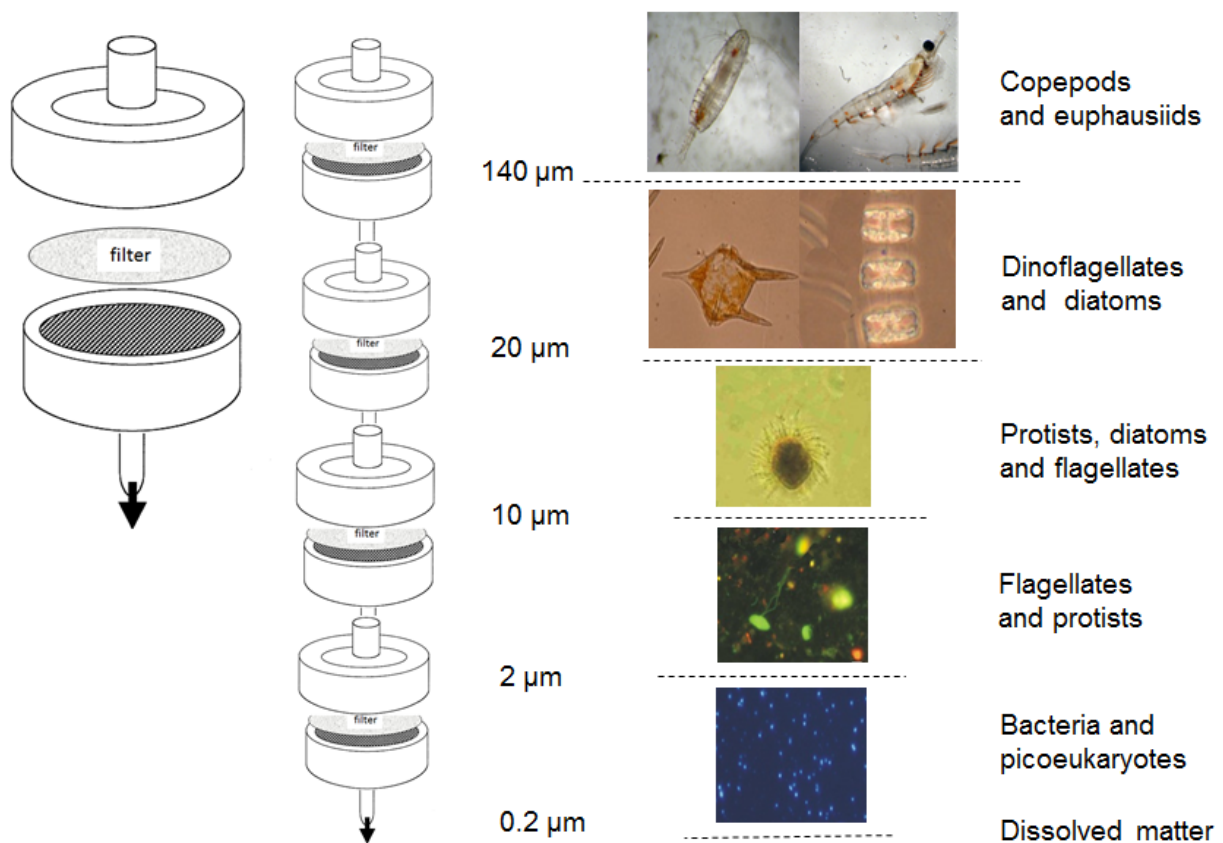 filter
filter
140 µm
filter
20 µm
filter
10 µm
filter
2 µm
0.2 µm
Copepods
and euphausiids
Dinoflagellates
and diatoms
Protists, diatoms
and flagellates
Flagellates
and protists
Bacteria and
picoeukaryotes
Dissolved matter